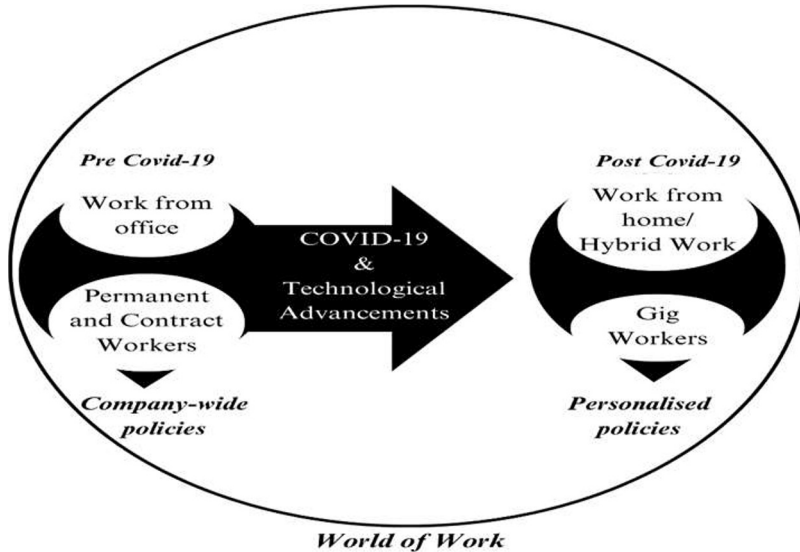 Pre Covid-19
Work from
office
Permanent
and Contract
Workers
Company-wide
policies
COVID-19
&
Technological
Advancements
Post Covid-19
Work from
home/
Hybrid Work
Gig
Workers
Personalised
policies
World of Work